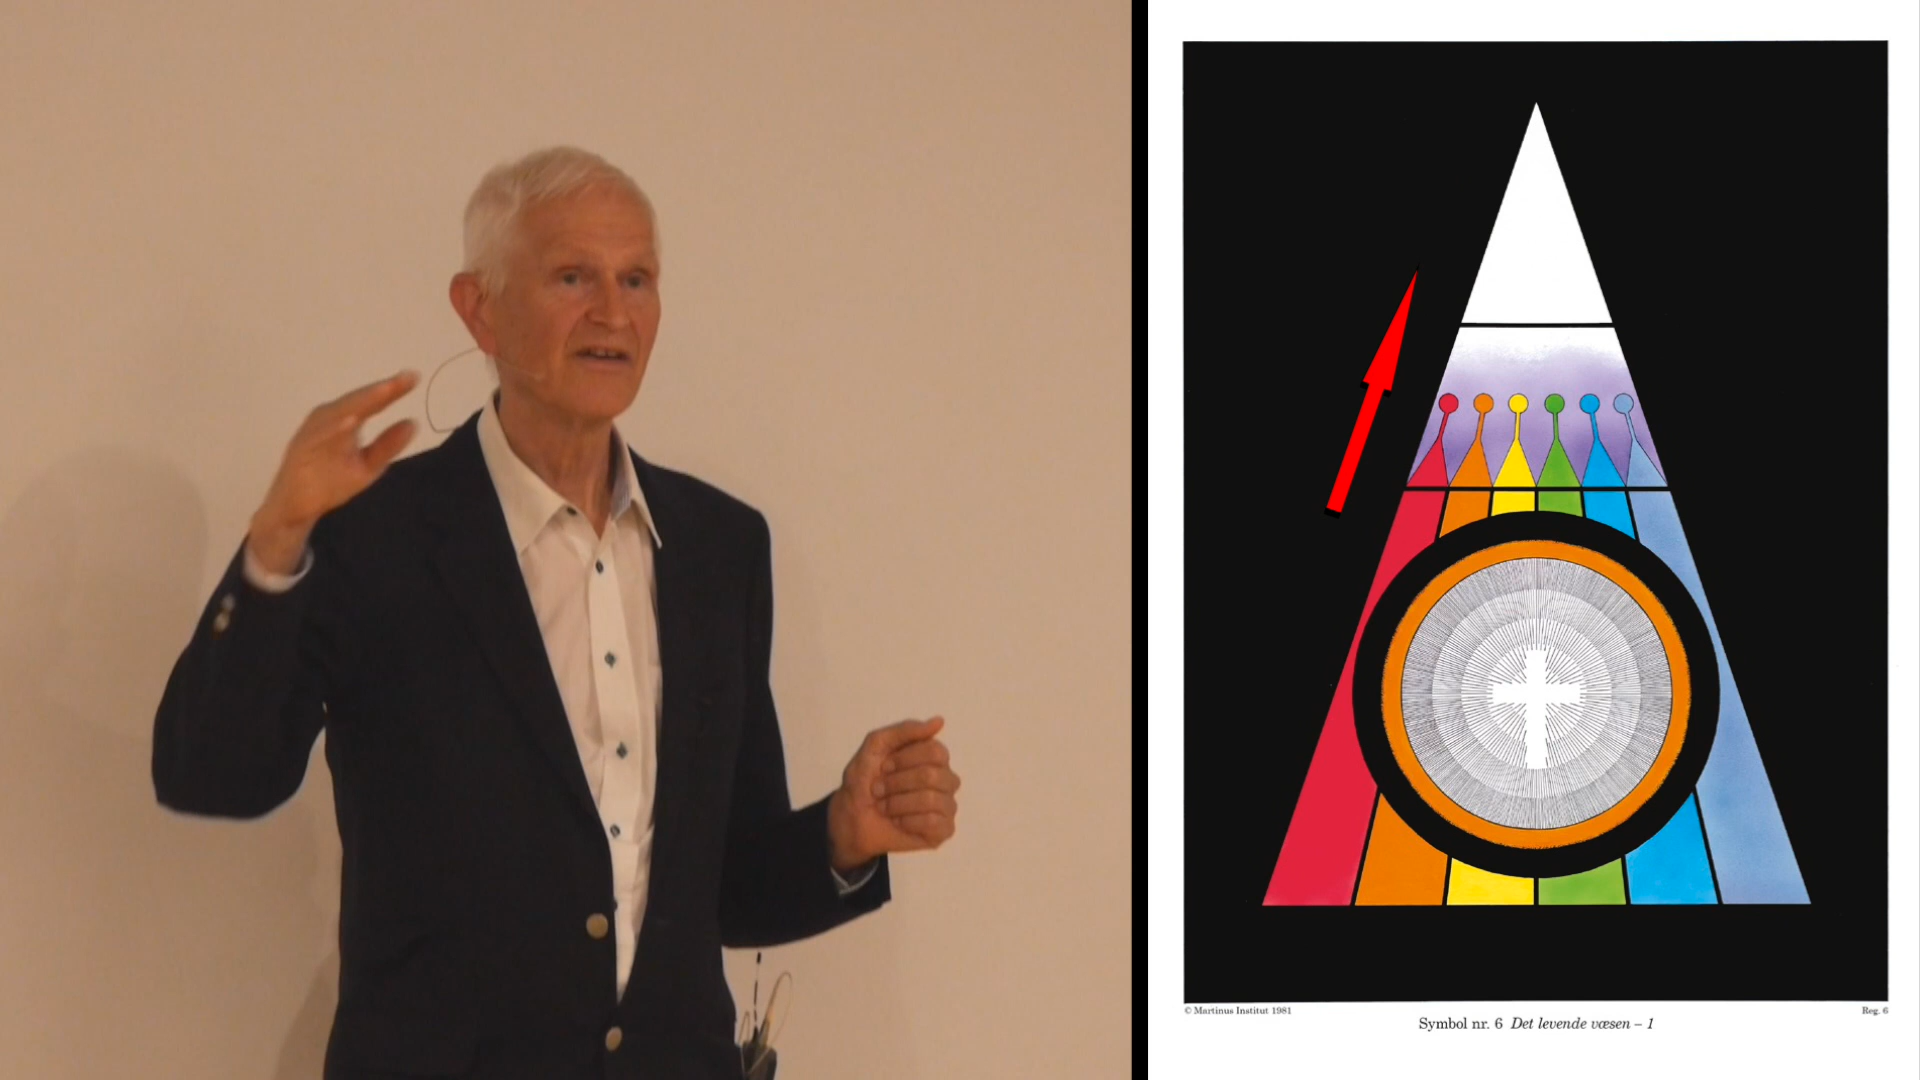 © Martinus Institut 1981
Reg. 6
Symbol nr. 6 Det levende væsen – 1